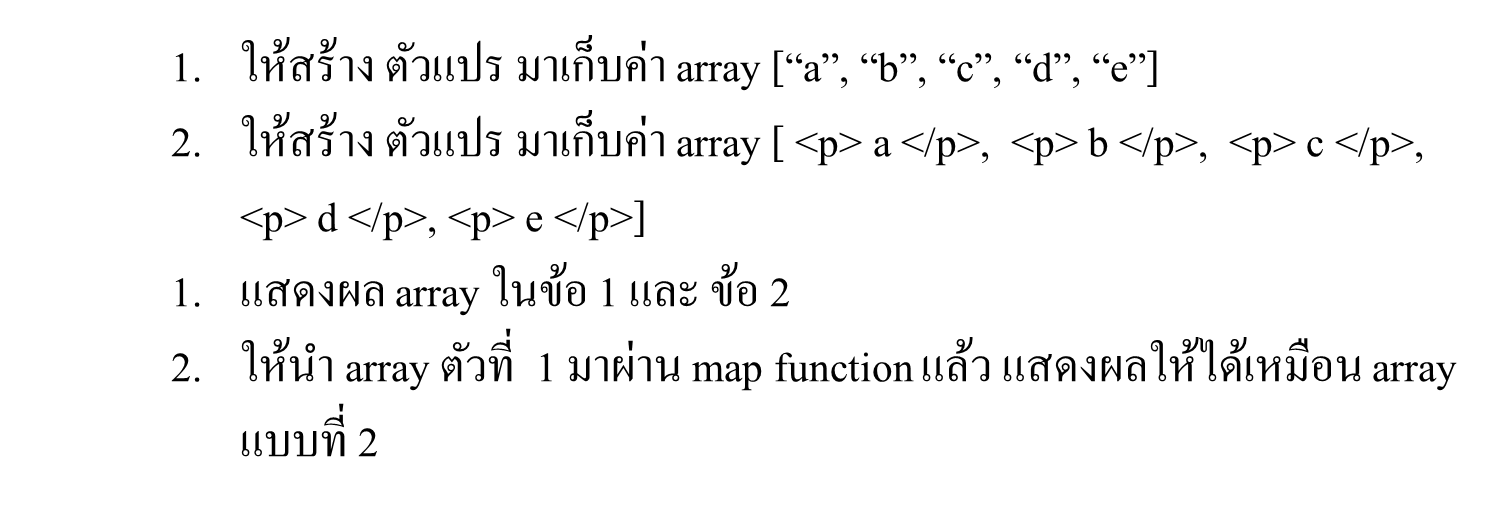 1. ให้สร้าง ตัวแปร มาเก็บค่า array [“a”, “b”, “c”, “d”, “e”]
2. ให้สร้าง ตัวแปร มาเก็บค่า array [ <p> a </p>, <p> b </p>, <p> c </p>,
<p> d </p>, <p> e </p>]
1. แสดงผล array ในข้อ 1 และ ข้อ 2
2. ให้นำ array ตัวที่ 1 มาผ่าน map function แล้ว แสดงผลให้ได้เหมือน array
แบบที่ 2